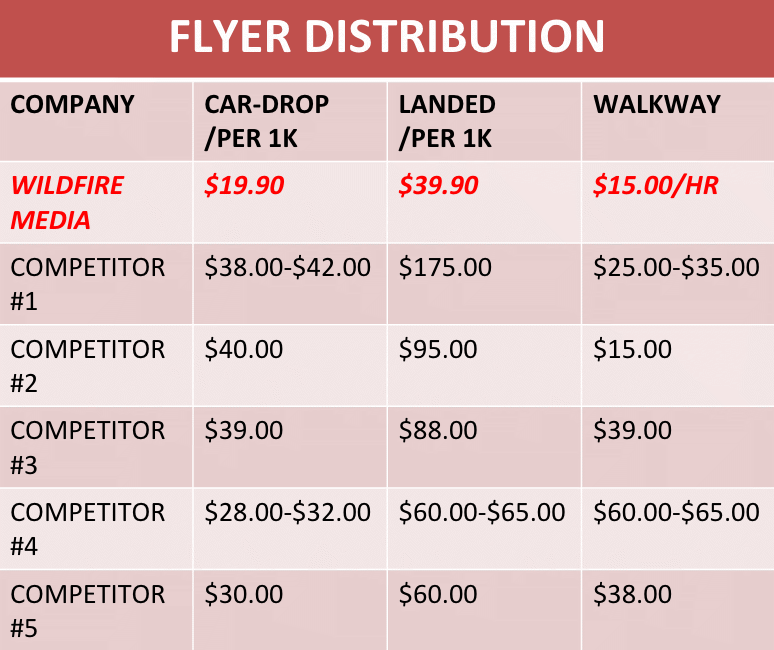 FLYER DISTRIBUTION
COMPANY CAR-DROP LANDED WALKWAY
/PER 1K /PER 1K
WILDFIRE $19.90 $39.90 $15.00/HR
MEDIA
COMPETITOR $38.00-$42.00 $175.00 $25.00-$35.00
#1
COMPETITOR $40.00 $95.00 $15.00
#2
COMPETITOR $39.00 $88.00 $39.00
#3
COMPETITOR $28.00-$32.00 $60.00-$65.00 $60.00-$65.00
#4
COMPETITOR $30.00 $60.00 $38.00
#5